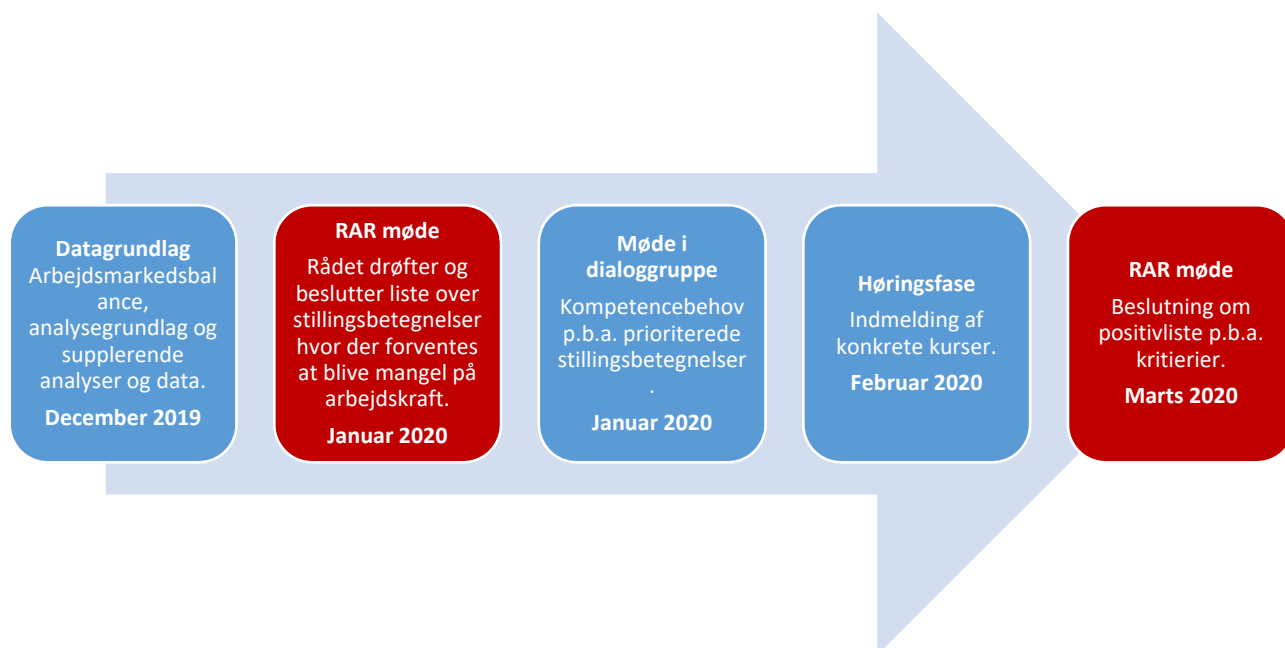 Datagrundlag
Arbejdsmarkedsbal
ance,
analysegrundlag og
supplerende
analyser og data.
December 2019
RAR møde
Rådet drøfter og
beslutter liste over
stillingsbetegnelser
hvor der forventes
at blive mangel på
arbejdskraft.
Januar 2020
Møde i
dialoggruppe
Kompetencebehov
p.b.a. prioriterede
stillingsbetegnelser
.
Januar 2020
Høringsfase
Indmelding af
konkrete kurser.
Februar 2020
RAR møde
Beslutning om
positivliste p.b.a.
kritierier.
Marts 2020